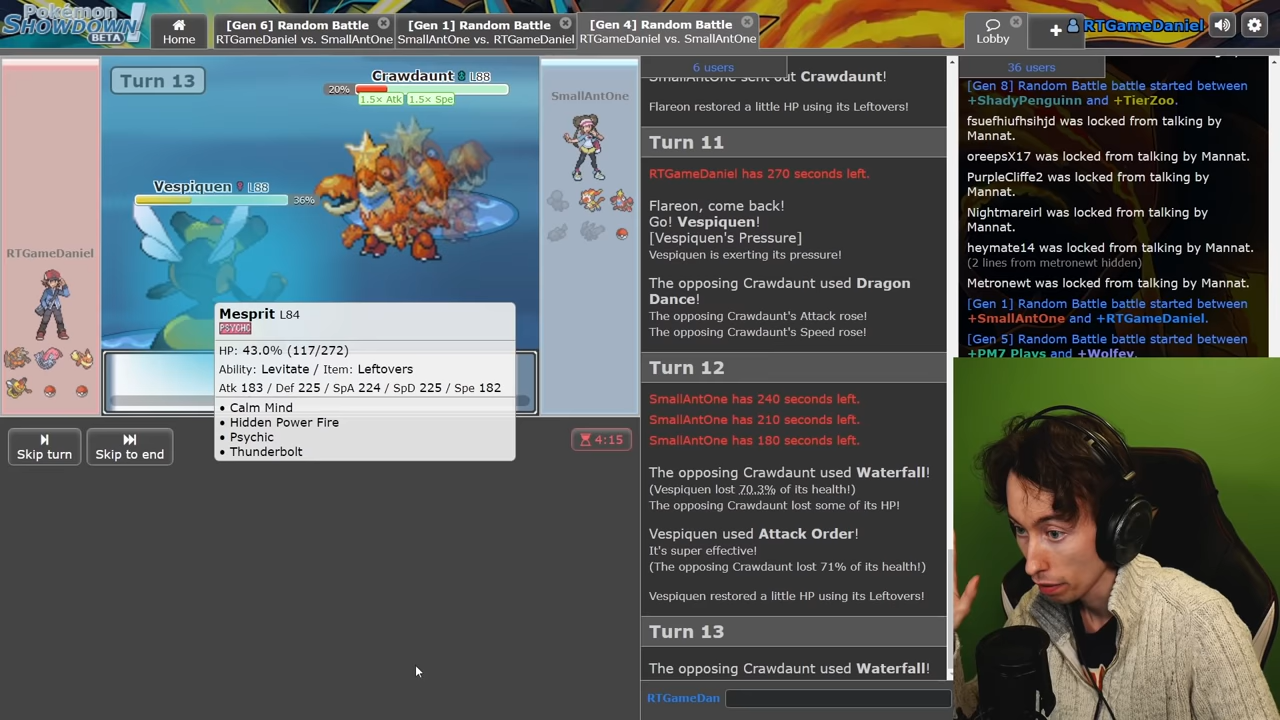 Pokémon
SHOWDOWN!
BETA
Home
[Gen 6] Random Battle
RTGameDaniel vs. SmallAntOne
[Gen 1] Random Battle
SmallAntOne vs. RTGameDaniel
[Gen 4] Random Battle
RTGameDaniel vs. SmallAntOne
Lobby
RTGameDaniel
Turn 13
Crawdaunt L88
20%
1.5× Atk 1.5× Spe
Vespiquen L88
36%
RTGameDaniel
SmallAntOne
Mesprit L84
PSYCHC
HP: 43.0% (117/272)
Ability: Levitate / Item: Leftovers
Atk 183 / Def 225 / SpA 224 / SpD 225 / Spe 182
• Calm Mind
• Hidden Power Fire
• Psychic
• Thunderbolt
Skip turn
Skip to end
4:15
6 users
SmallAntOne sent out Crawdaunt!
Flareon restored a little HP using its Leftovers!
Turn 11
RTGameDaniel has 270 seconds left.
Flareon, come back!
Go! Vespiquen!
[Vespiquen's Pressure]
Vespiquen is exerting its pressure!
The opposing Crawdaunt used Dragon
Dance!
The opposing Crawdaunt's Attack rose!
The opposing Crawdaunt's Speed rose!
Turn 12
SmallAntOne has 240 seconds left.
SmallAntOne has 210 seconds left.
SmallAntOne has 180 seconds left.
The opposing Crawdaunt used Waterfall!
(Vespiquen lost 70.3% of its health!)
The opposing Crawdaunt lost some of its HP!
Vespiquen used Attack Order!
It's super effective!
(The opposing Crawdaunt lost 71% of its health!)
Vespiquen restored a little HP using its Leftovers!
Turn 13
The opposing Crawdaunt used Waterfall!
RTGameDan
36 users
[Gen 8] Random Battle battle started between
+ShadyPenguinn and +TierZoo.
fsuefhiufhsihjd was locked from talking by
Mannat.
oreepsX17 was locked from talking by Mannat.
PurpleCliffe2 was locked from talking by
Mannat.
Nightmareirl was locked from talking by
Mannat.
heymate14 was locked from talking by Mannat.
(2 lines from metronewt hidden)
Metronewt was locked from talking by Mannat.
[Gen 1] Random Battle battle started between
+SmallAntOne and +RTGameDaniel.
[Gen 5] Random Battle battle started between
+PM7 Plays and +Wolfey.